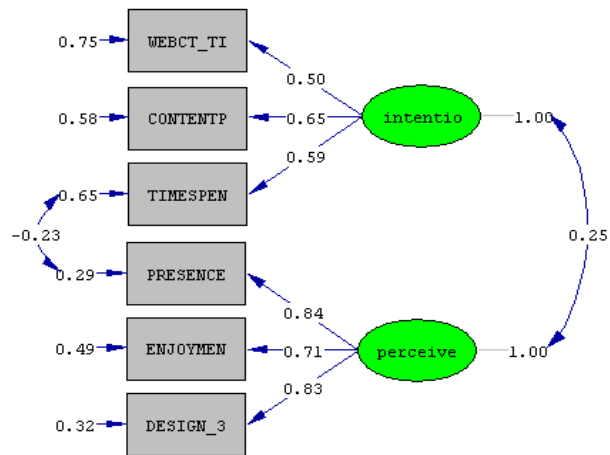 0.75 WEBCT_TI
0.50
0.58 CONTENTP 0.65 intentio 1.00
0.59
0.65 TIMESPEN
-0.23 0.25
0.29 PRESENCE
0.84
0.49 ENJOYMEN 0.71 perceive 1.00
0.83
0.32 DESIGN_3